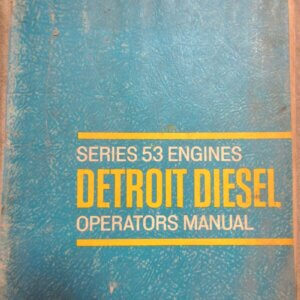 SERIES 53 ENGINES
DETROIT DIESEL
OPERATORS MANUAL